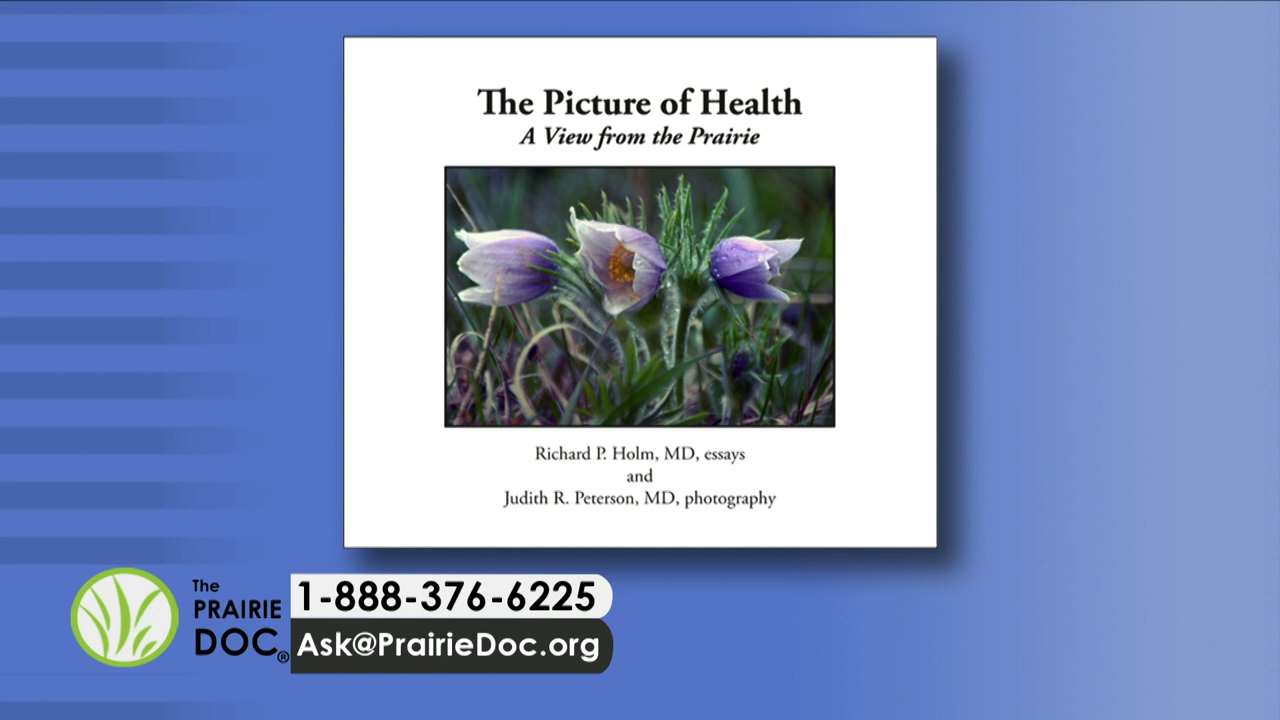 The Picture of Health
A View from the Prairie
Richard P. Holm, MD, essays
and
Judith R. Peterson, MD, photography
The
PRAIRIE
DOC®
1-888-376-6225
Ask@PrairieDoc.org